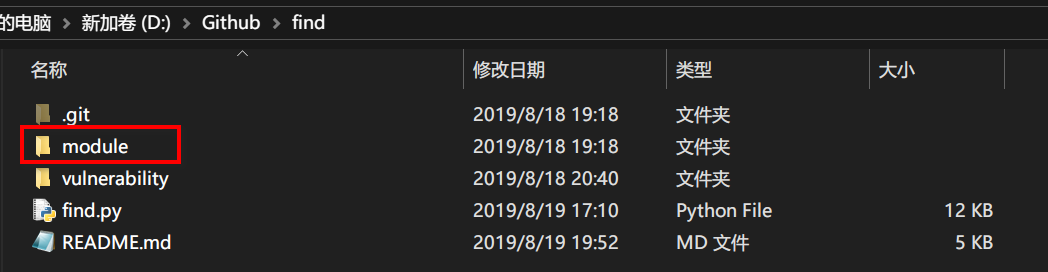 的电脑 > 新加卷 (D:) > Github > find
名称 修改日期 类型 大小
.git 2019/8/18 19:18 文件夹
module 2019/8/18 19:18 文件夹
vulnerability 2019/8/18 20:40 文件夹
find.py 2019/8/19 17:10 Python File 12 KB
README.md 2019/8/19 19:52 MD 文件 5 KB